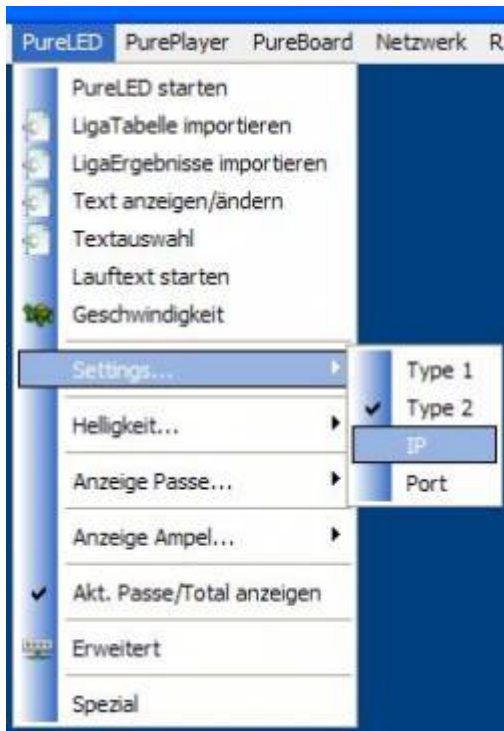 PureLED PurePlayer PureBoard Netzwerk R
PureLED starten
LigaTabelle importieren
LigaErgebnisse importieren
Text anzeigen/ändern
Textauswahl
Lauftext starten
Geschwindigkeit
Settings...
Type 1
Type 2
IP
Port
Helligkeit...
Anzeige Passe...
Anzeige Ampel...
Akt. Passe/Total anzeigen
Erweitert
Spezial